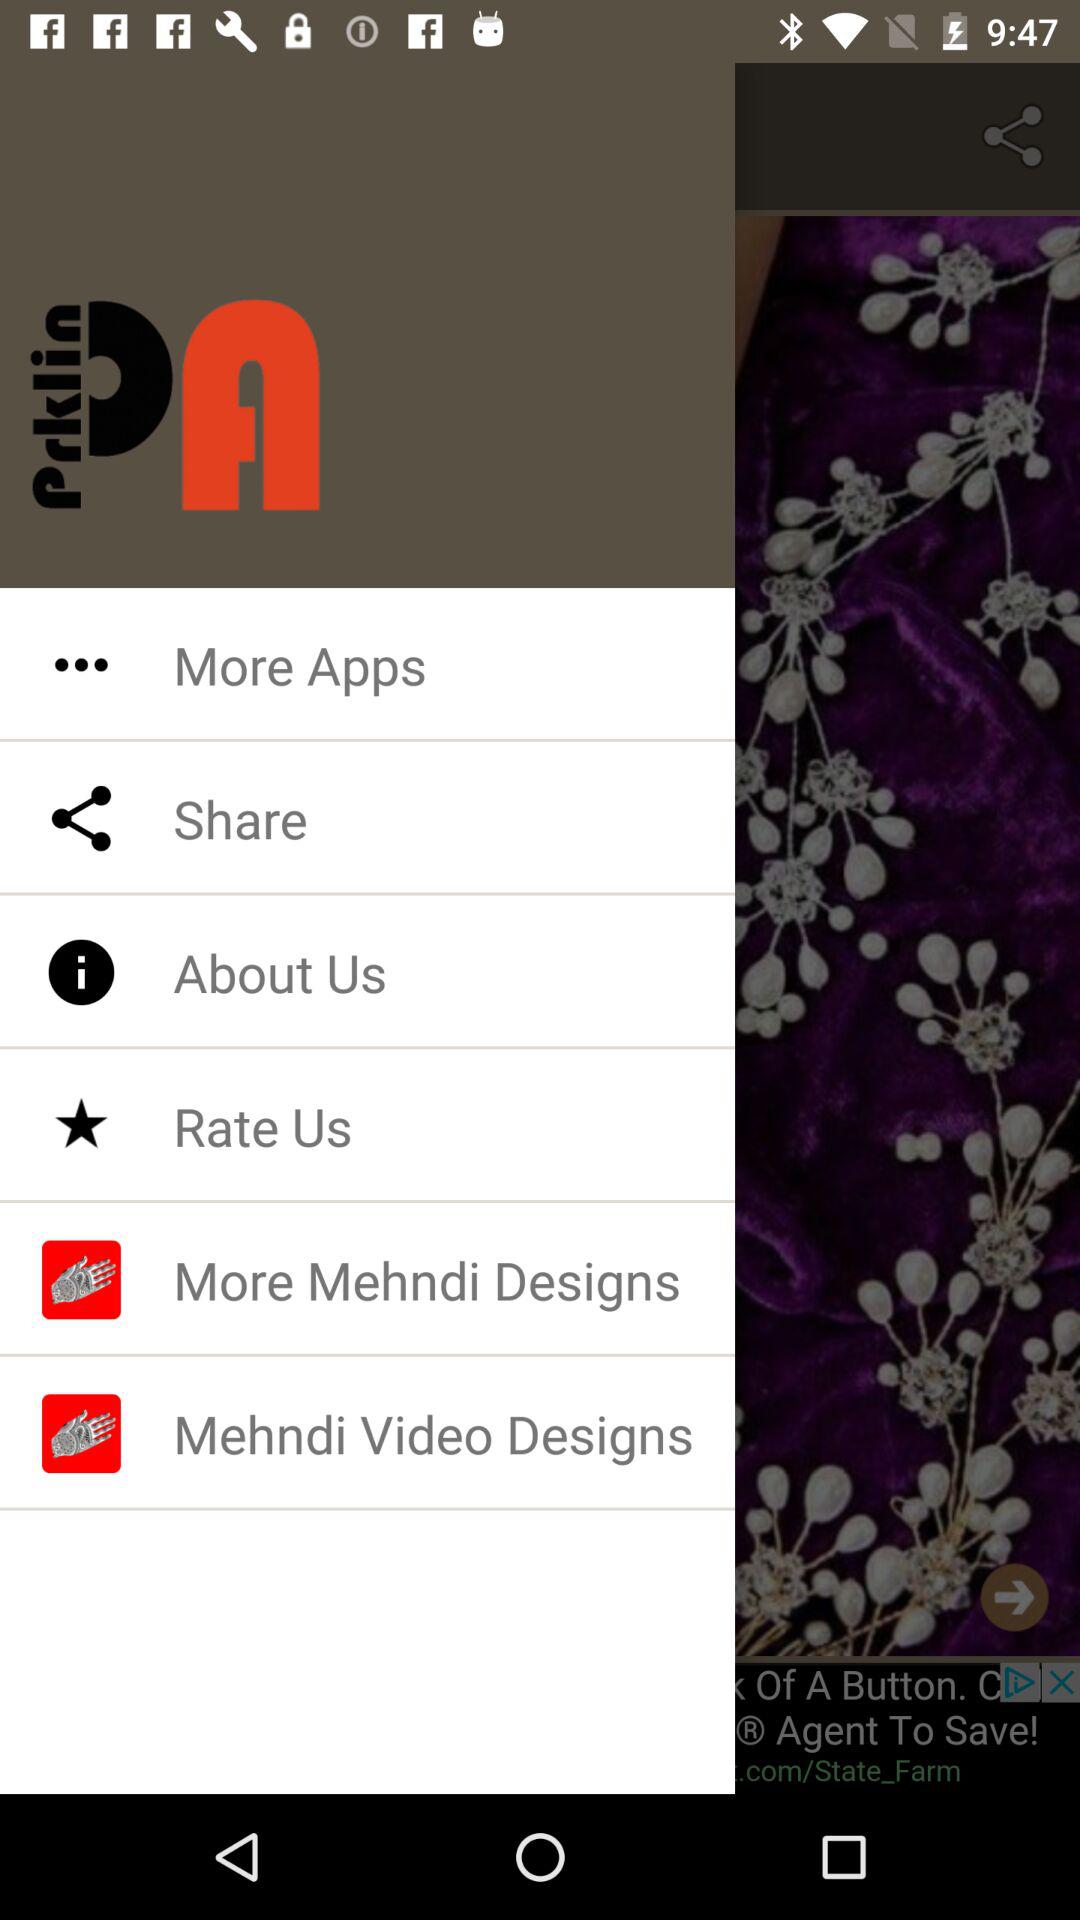 9:47
Prklin
PA
More Apps
Share
About Us
Rate Us
More Mehndi Designs
Mehndi Video Designs
Of A Button.
® Agent To Save!
.com/State_Farm